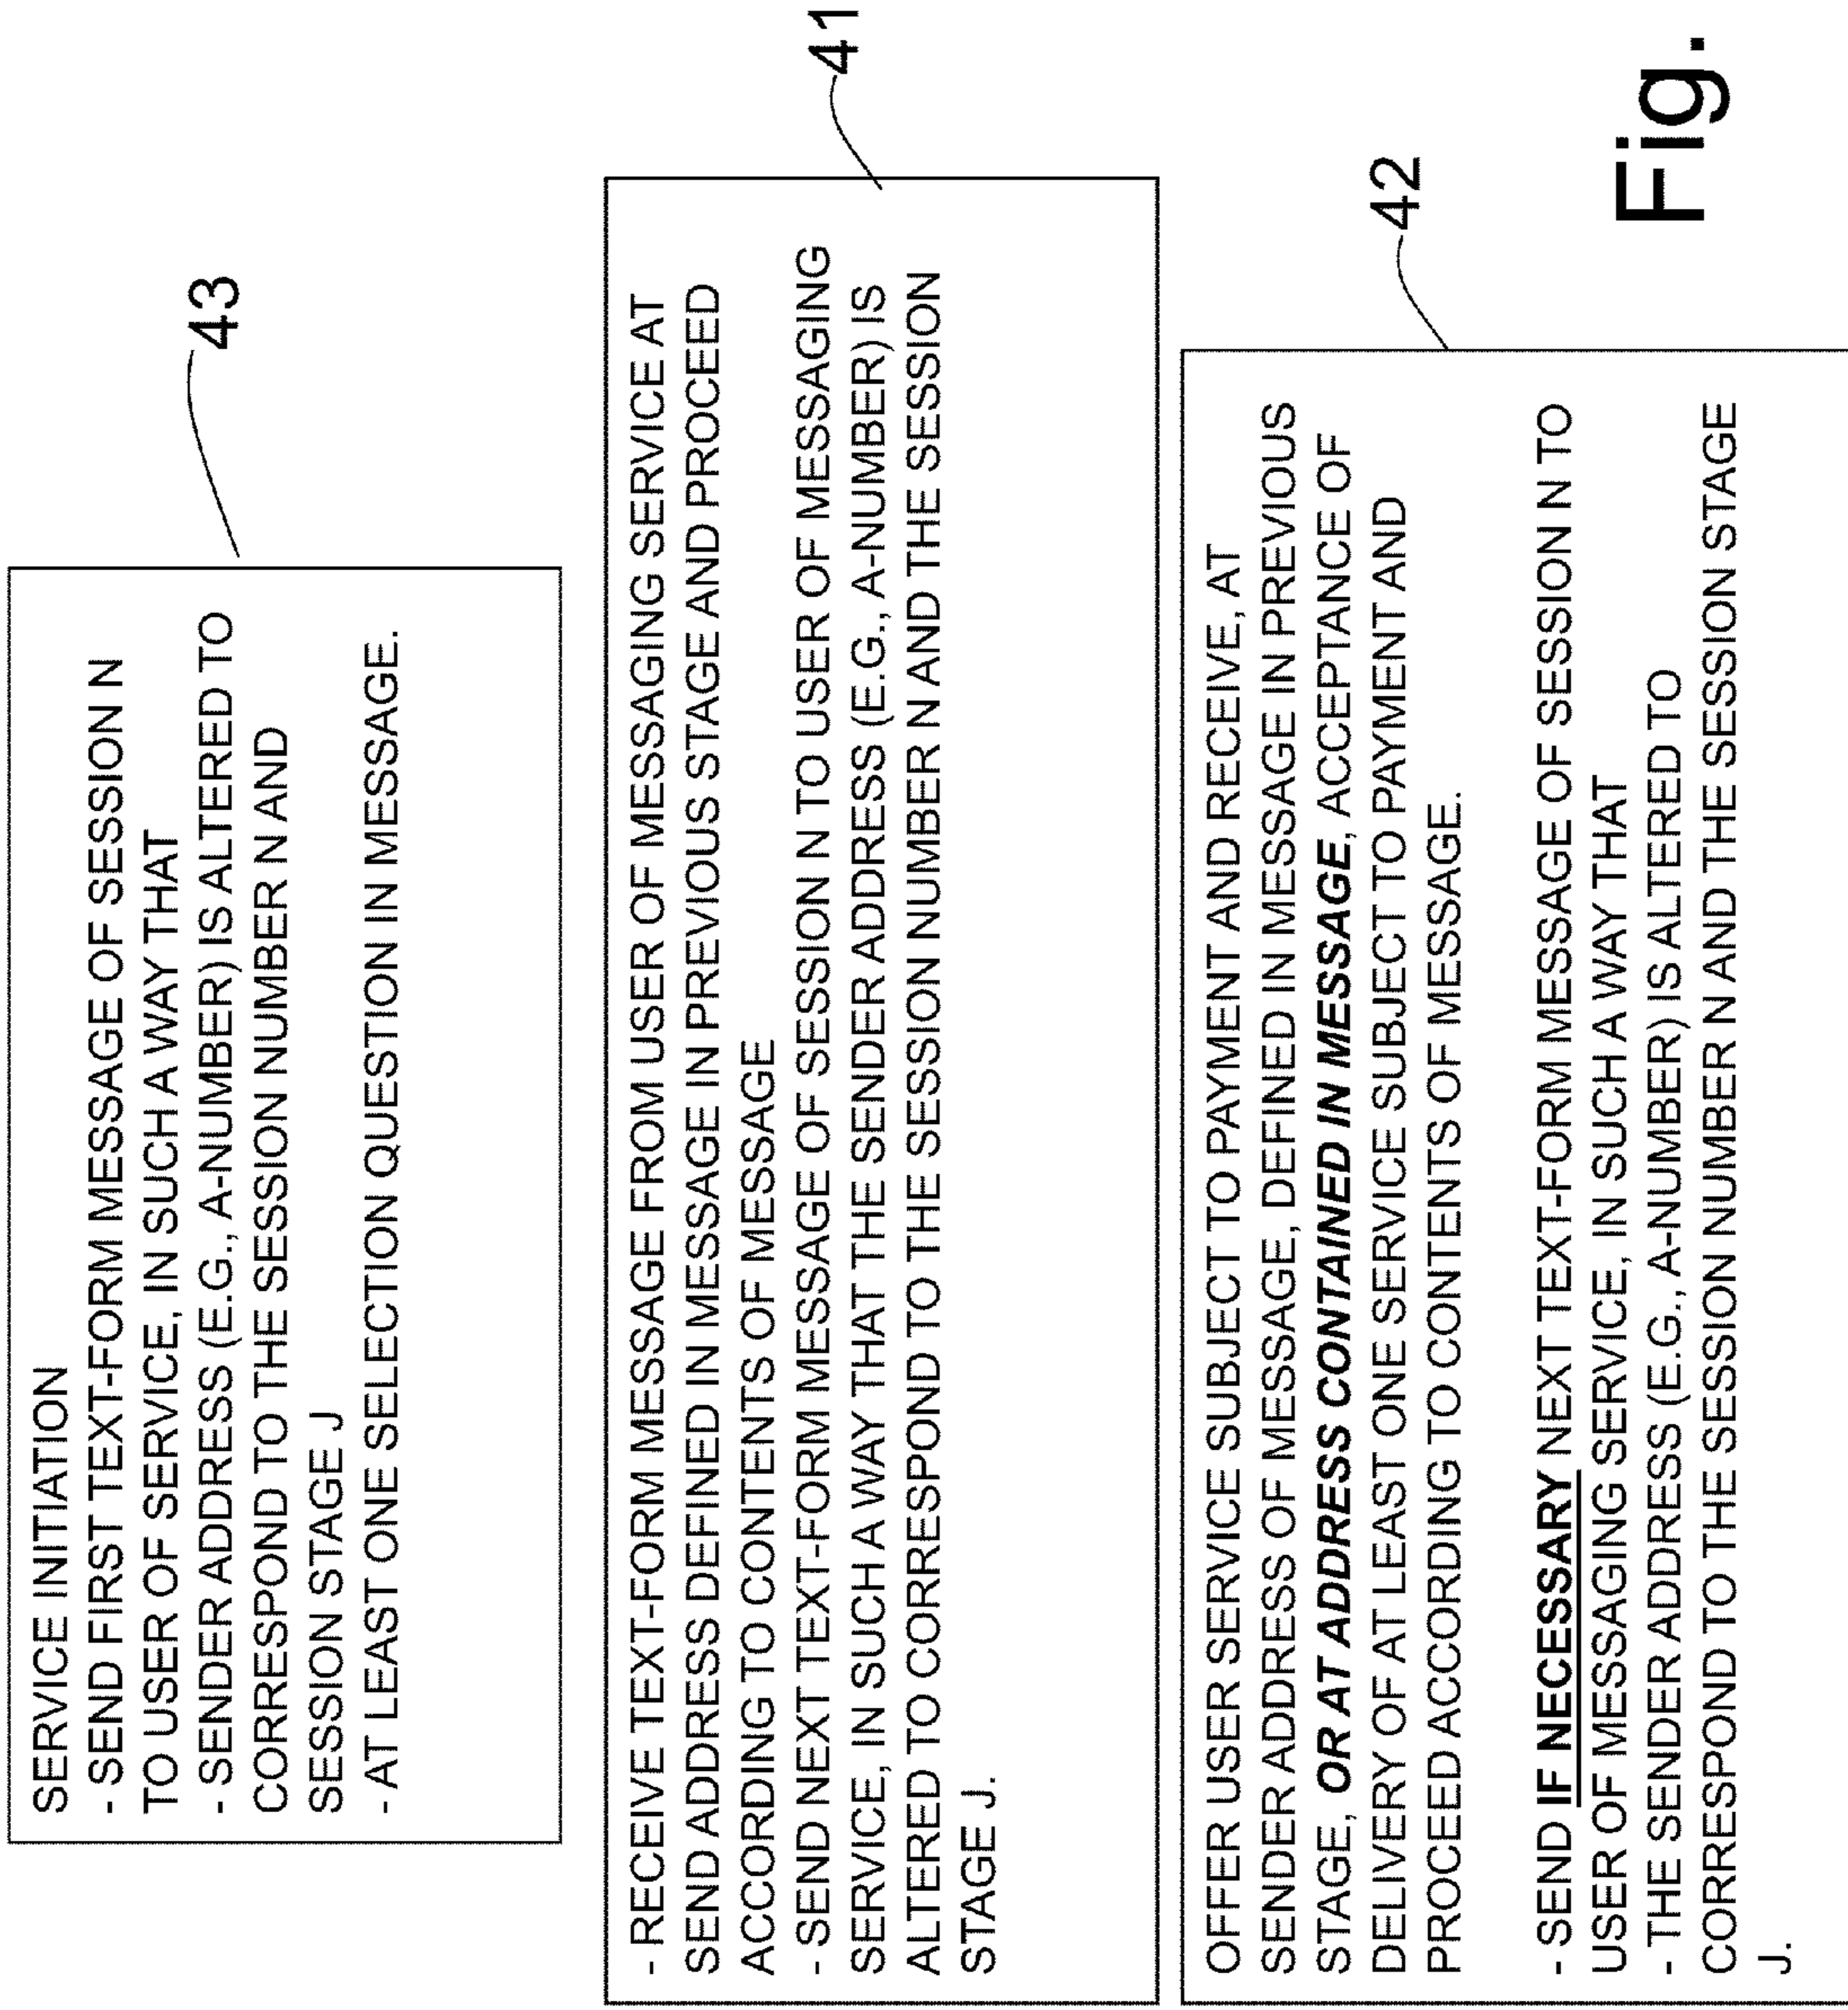 SERVICE INITIATION
- SEND FIRST TEXT-FORM MESSAGE OF SESSION N
TO USER OF SERVICE, IN SUCH A WAY THAT
- SENDER ADDRESS (E.G., A-NUMBER) IS ALTERED TO
CORRESPOND TO THE SESSION NUMBER N AND
SESSION STAGE J
- AT LEAST ONE SELECTION QUESTION IN MESSAGE.
43
- RECEIVE TEXT-FORM MESSAGE FROM USER OF MESSAGING SERVICE AT
SEND ADDRESS DEFINED IN MESSAGE IN PREVIOUS STAGE AND PROCEED
ACCORDING TO CONTENTS OF MESSAGE
- SEND NEXT TEXT-FORM MESSAGE OF SESSION N TO USER OF MESSAGING
SERVICE, IN SUCH A WAY THAT THE SENDER ADDRESS (E.G., A-NUMBER) IS
ALTERED TO CORRESPOND TO THE SESSION NUMBER N AND THE SESSION
STAGE J.
41
OFFER USER SERVICE SUBJECT TO PAYMENT AND RECEIVE, AT
SENDER ADDRESS OF MESSAGE, DEFINED IN MESSAGE IN PREVIOUS
STAGE, OR AT ADDRESS CONTAINED IN MESSAGE, ACCEPTANCE OF
DELIVERY OF AT LEAST ONE SERVICE SUBJECT TO PAYMENT AND
PROCEED ACCORDING TO CONTENTS OF MESSAGE.
- SEND IF NECESSARY NEXT TEXT-FORM MESSAGE OF SESSION N TO
USER OF MESSAGING SERVICE, IN SUCH A WAY THAT
- THE SENDER ADDRESS (E.G., A-NUMBER) IS ALTERED TO
CORRESPOND TO THE SESSION NUMBER N AND THE SESSION STAGE
J.
42
Fig.